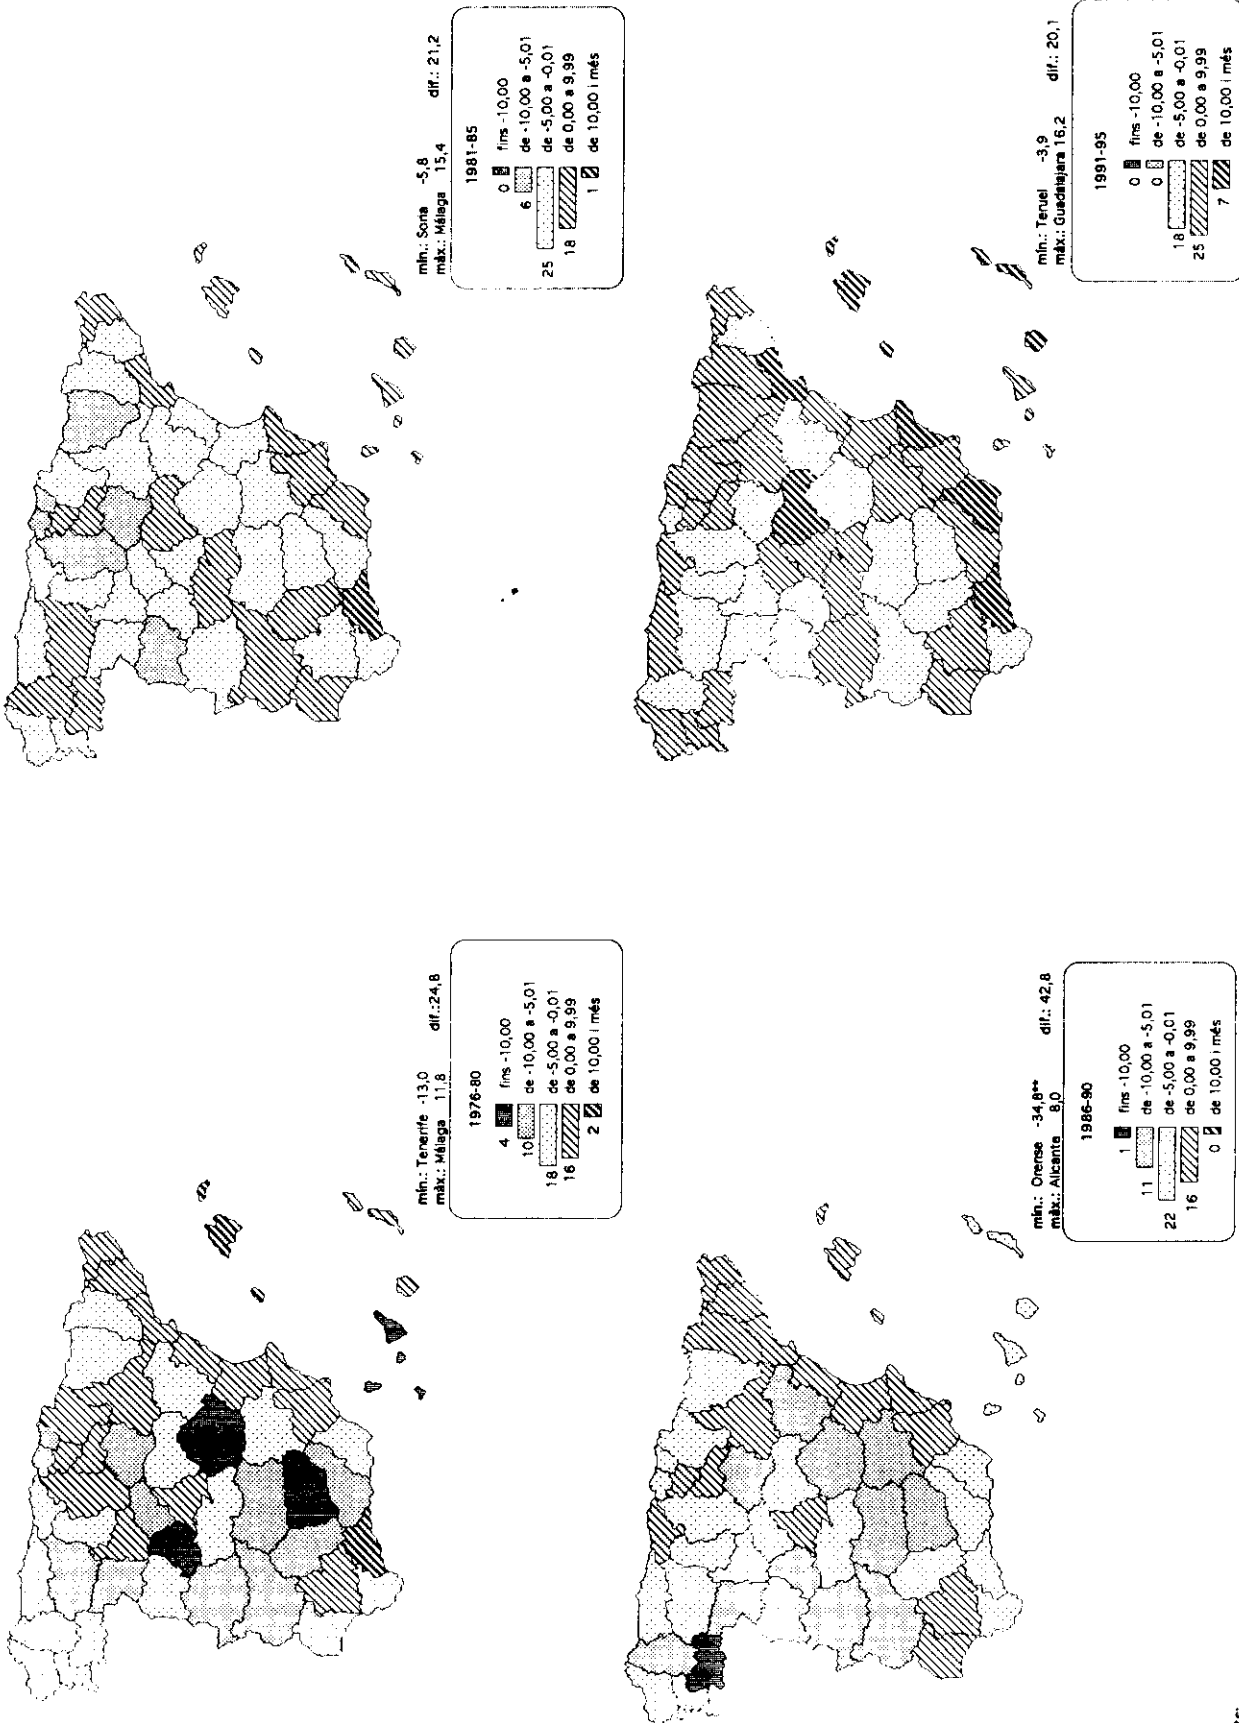 mín.: Tenerife -13,0
máx.: Málaga 11,8 dif.:24,8
1976-80
4 fins -10,00
10 de -10,00 a -5,01
18 de -5,00 a -0,01
16 de 0,00 a 9,99
2 de 10,00 i més
mín.: Soria -5,8
máx.: Málaga 15,4 dif.: 21,2
1981-85
0 fins -10,00
6 de -10,00 a -5,01
25 de -5,00 a -0,01
18 de 0,00 a 9,99
1 de 10,00 i més
mín.: Orense -34,8**
máx.: Alicante 8,0 dif.: 42,8
1986-90
1 fins -10,00
11 de -10,00 a -5,01
22 de -5,00 a -0,01
16 de 0,00 a 9,99
0 de 10,00 i més
mín.: Teruel -3,9
máx.: Guadalajara 16,2 dif.: 20,1
1991-95
0 fins -10,00
0 de -10,00 a -5,01
18 de -5,00 a -0,01
25 de 0,00 a 9,99
7 de 10,00 i més